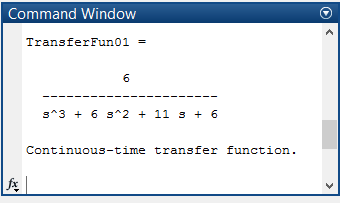 Command Window
TransferFun01 =
6
----------------------
s^3 + 6 s^2 + 11 s + 6
Continuous-time transfer function.
fx